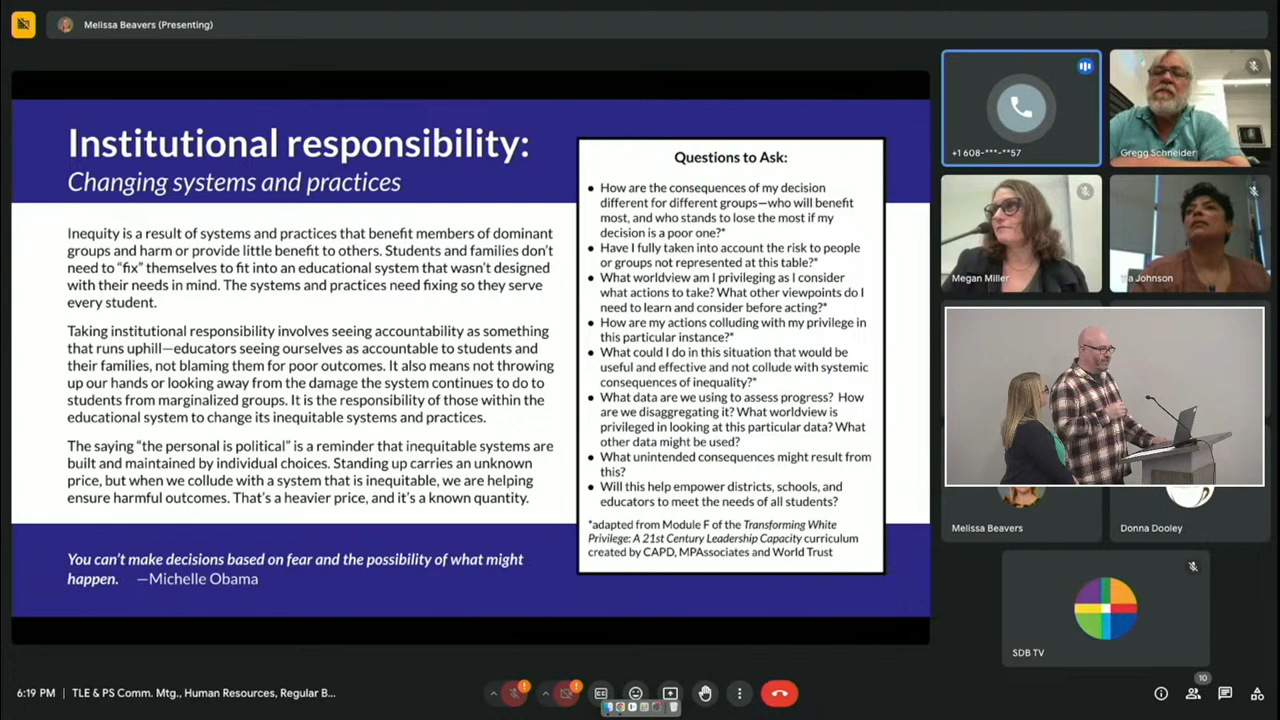 Melissa Beavers (Presenting)
Institutional responsibility:
Changing systems and practices
Inequity is a result of systems and practices that benefit members of dominant
groups and harm or provide little benefit to others. Students and families don't
need to "fix" themselves to fit into an educational system that wasn't designed
with their needs in mind. The systems and practices need fixing so they serve
every student.
Taking institutional responsibility involves seeing accountability as something
that runs uphill—educators seeing ourselves as accountable to students and
their families, not blaming them for poor outcomes. It also means not throwing
up our hands or looking away from the damage the system continues to do to
students from marginalized groups. It is the responsibility of those within the
educational system to change its inequitable systems and practices.
The saying "the personal is political" is a reminder that inequitable systems are
built and maintained by individual choices. Standing up carries an unknown
price, but when we collude with a system that is inequitable, we are helping
ensure harmful outcomes. That's a heavier price, and it's a known quantity.
You can't make decisions based on fear and the possibility of what might
happen. —Michelle Obama
Questions to Ask:
• How are the consequences of my decision
different for different groups—who will benefit
most, and who stands to lose the most if my
decision is a poor one?*
• Have I fully taken into account the risk to people
or groups not represented at this table?*
• What worldview am I privileging as I consider
what actions to take? What other viewpoints do I
need to learn and consider before acting?*
• How are my actions colluding with my privilege in
this particular instance?*
• What could I do in this situation that would be
useful and effective and not collude with systemic
consequences of inequality?*
• What data are we using to assess progress? How
are we disaggregating it? What worldview is
privileged in looking at this particular data? What
other data might be used?
• What unintended consequences might result from
this?
• Will this help empower districts, schools, and
educators to meet the needs of all students?
*adapted from Module F of the Transforming White
Privilege: A 21st Century Leadership Capacity curriculum
created by CAPD, MPAssociates and World Trust
+1 608-***-**57
Gregg Schneider
Megan Miller
Johnson
Melissa Beavers
Donna Dooley
SDB TV
6:19 PM | TLE & PS Comm. Mtg., Human Resources, Regular B...
CC
10